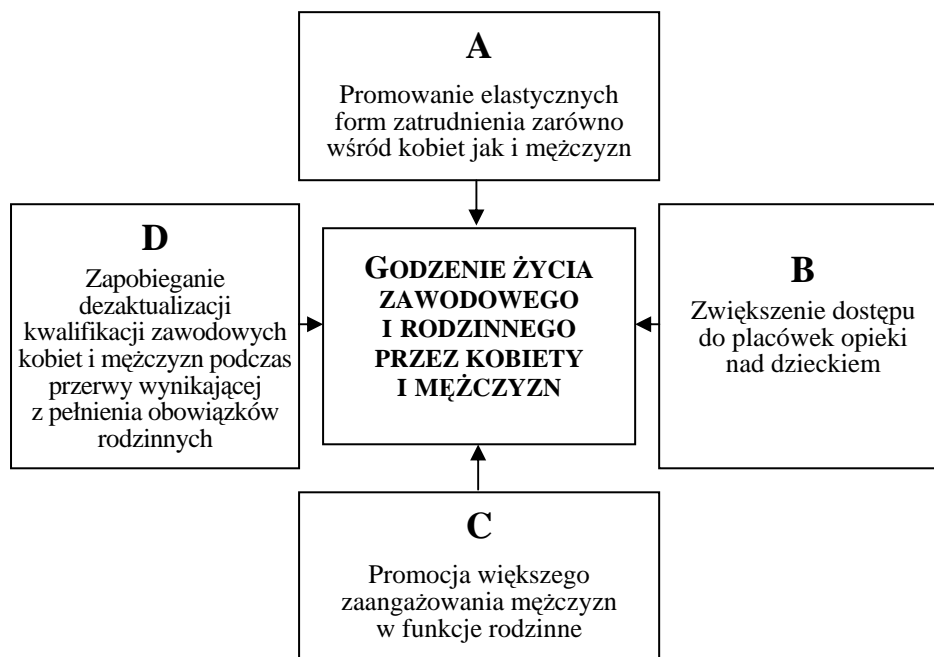 A
Promowanie elastycznych
form zatrudnienia zarówno
wśród kobiet jak i mężczyzn
D
Zapobieganie
dezaktualizacji
kwalifikacji zawodowych
kobiet i mężczyzn podczas
przerwy wynikającej
z pełnienia obowiązków
rodzinnych
GODZENIE ŻYCIA
ZAWODOWEGO
I RODZINNEGO
PRZEZ KOBIETY
I MĘŻCZYZN
B
Zwiększenie dostępu
do placówek opieki
nad dzieckiem
C
Promocja większego
zaangażowania mężczyzn
w funkcje rodzinne